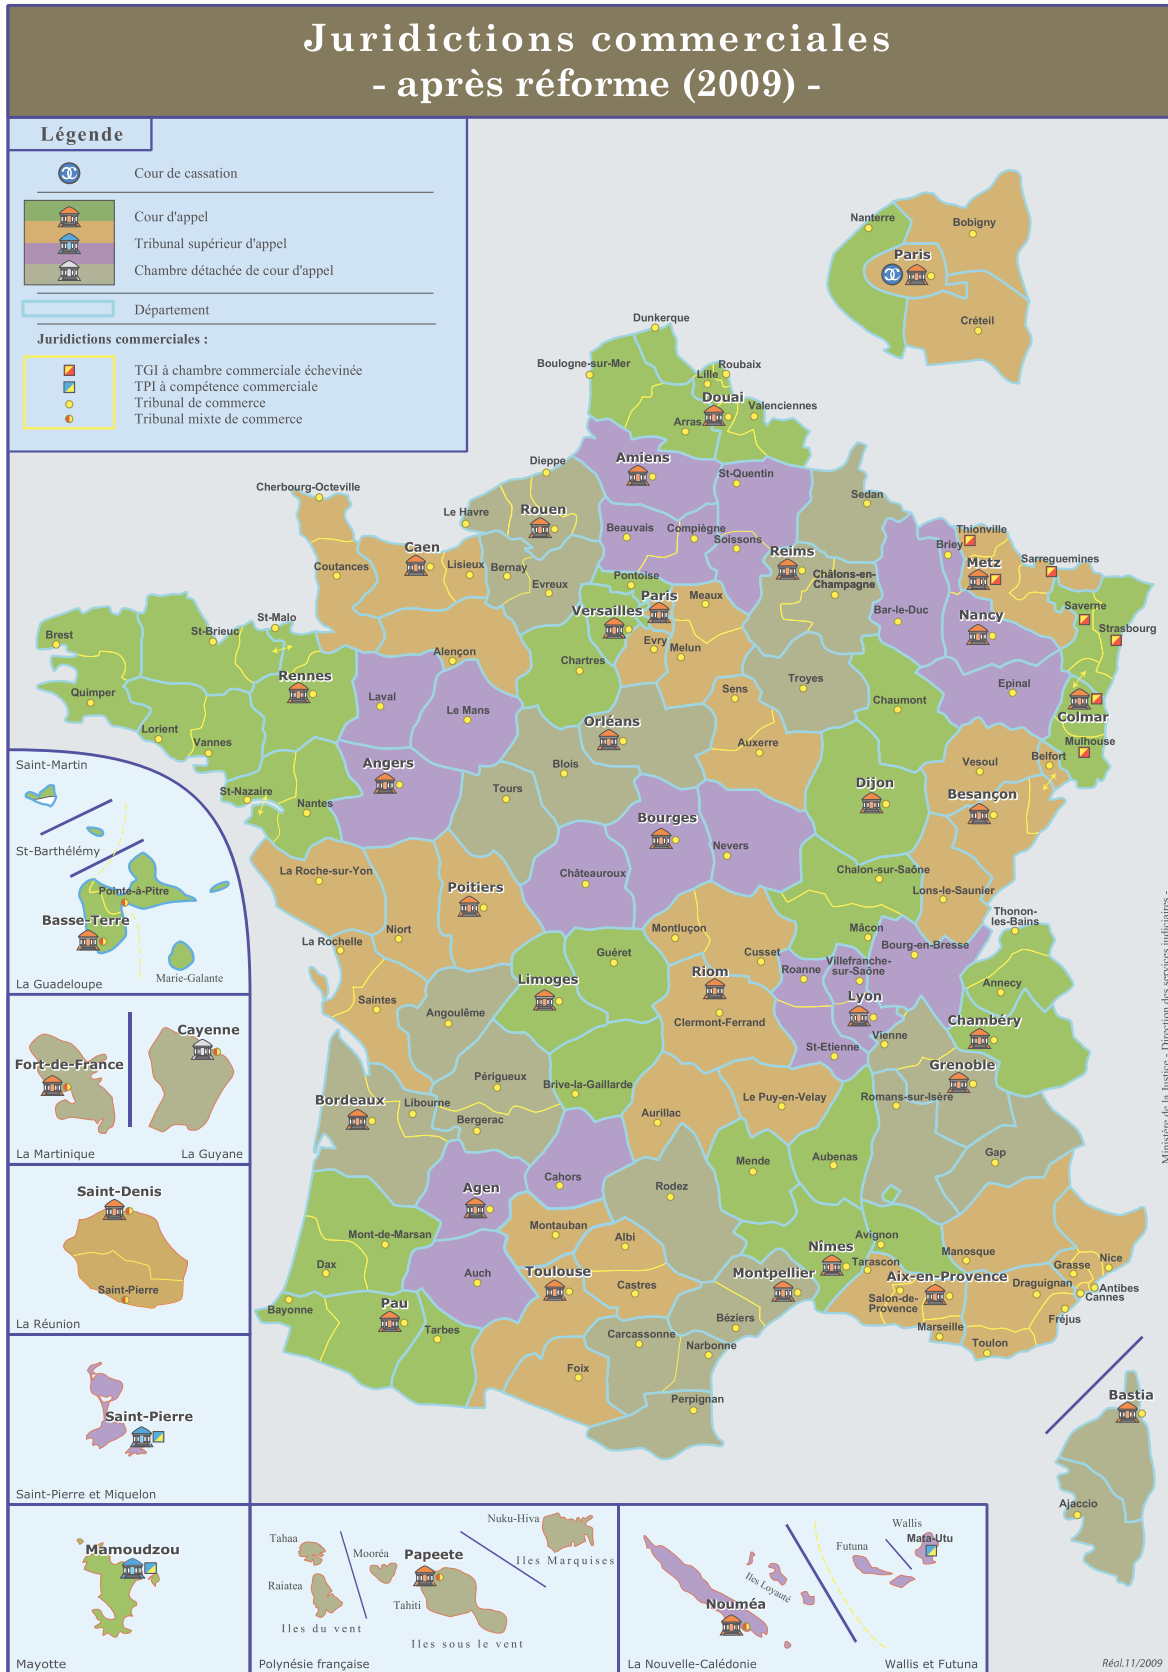 Juridictions commerciales
- après réforme (2009) -
Légende
Cour de cassation
Cour d'appel
Tribunal supérieur d'appel
Chambre détachée de cour d'appel
Département
Juridictions commerciales :
TGI à chambre commerciale échevinée
TPI à compétence commerciale
Tribunal de commerce
Tribunal mixte de commerce
Nanterre
Bobigny
Paris
Créteil
Dunkerque
Boulogne-sur-Mer
Roubaix
Lille
Douai
Valenciennes
Arras
Amiens
Dieppe
St-Quentin
Cherbourg-Octeville
Sedan
Le Havre
Rouen
Beauvais
Compiègne
Soissons
Thionville
Briey
Caen
Reims
Metz
Sarreguemines
Coutances
Lisieux
Bernay
Evreux
Pontoise
Châlons-en-
Champagne
Paris
Meaux
Versailles
Bar-le-Duc
Nancy
Saverne
Strasbourg
St-Malo
St-Brieuc
Brest
Evry
Melun
Alençon
Chartres
Rennes
Quimper
Laval
Le Mans
Sens
Troyes
Chaumont
Epinal
Colmar
Lorient
Vannes
Orléans
Auxerre
Mulhouse
Belfort
Vesoul
Angers
Blois
Tours
Dijon
Besançon
St-Nazaire
Nantes
Bourges
Nevers
La Roche-sur-Yon
Poitiers
Châteauroux
Chalon-sur-Saône
Lons-le-Saunier
Thonon-
les-Bains
Niort
La Rochelle
Montluçon
Mâcon
Guéret
Cusset
Bourg-en-Bresse
Villefranche-
sur-Saône
Roanne
Riom
Limoges
Annecy
Saintes
Angoulême
Clermont-Ferrand
Lyon
Chambéry
Vienne
St-Etienne
Grenoble
Périgueux
Brive-la-Gaillarde
Bordeaux
Libourne
Bergerac
Aurillac
Le Puy-en-Velay
Romans-sur-Isère
Gap
Aubenas
Mende
Cahors
Agen
Rodez
Montauban
Mont-de-Marsan
Albi
Avignon
Nîmes
Manosque
Nice
Grasse
Tarascon
Aix-en-Provence
Dax
Auch
Toulouse
Castres
Montpellier
Salon-de-
Provence
Draguignan
Antibes
Cannes
Fréjus
Bayonne
Pau
Tarbes
Béziers
Marseille
Toulon
Carcassonne
Narbonne
Foix
Perpignan
Bastia
Ajaccio
Saint-Martin
St-Barthélémy
Pointe-à-Pitre
Basse-Terre
Marie-Galante
La Guadeloupe
Cayenne
Fort-de-France
La Martinique
La Guyane
Saint-Denis
Saint-Pierre
La Réunion
Saint-Pierre
Saint-Pierre et Miquelon
Mamoudzou
Mayotte
Tahaa
Raiatea
Mooréa
Papeete
Tahiti
Nuku-Hiva
Iles Marquises
Iles du vent
Iles sous le vent
Polynésie française
Iles Loyauté
Nouméa
La Nouvelle-Calédonie
Wallis
Mata-Utu
Futuna
Wallis et Futuna
Ministère de la Justice - Direction des services judiciaires -
Réal.11/2009